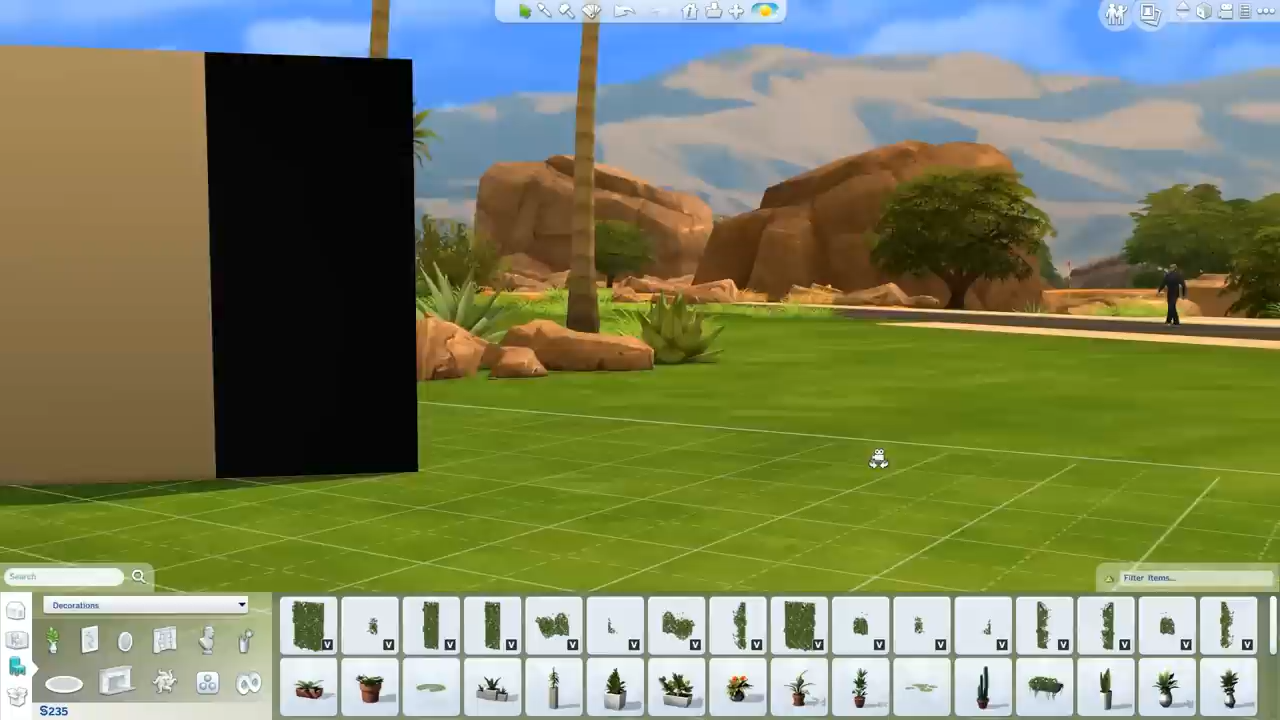 Search
Filter Items...
Decorations
V V V V V V V V V V V V V V V V
§235